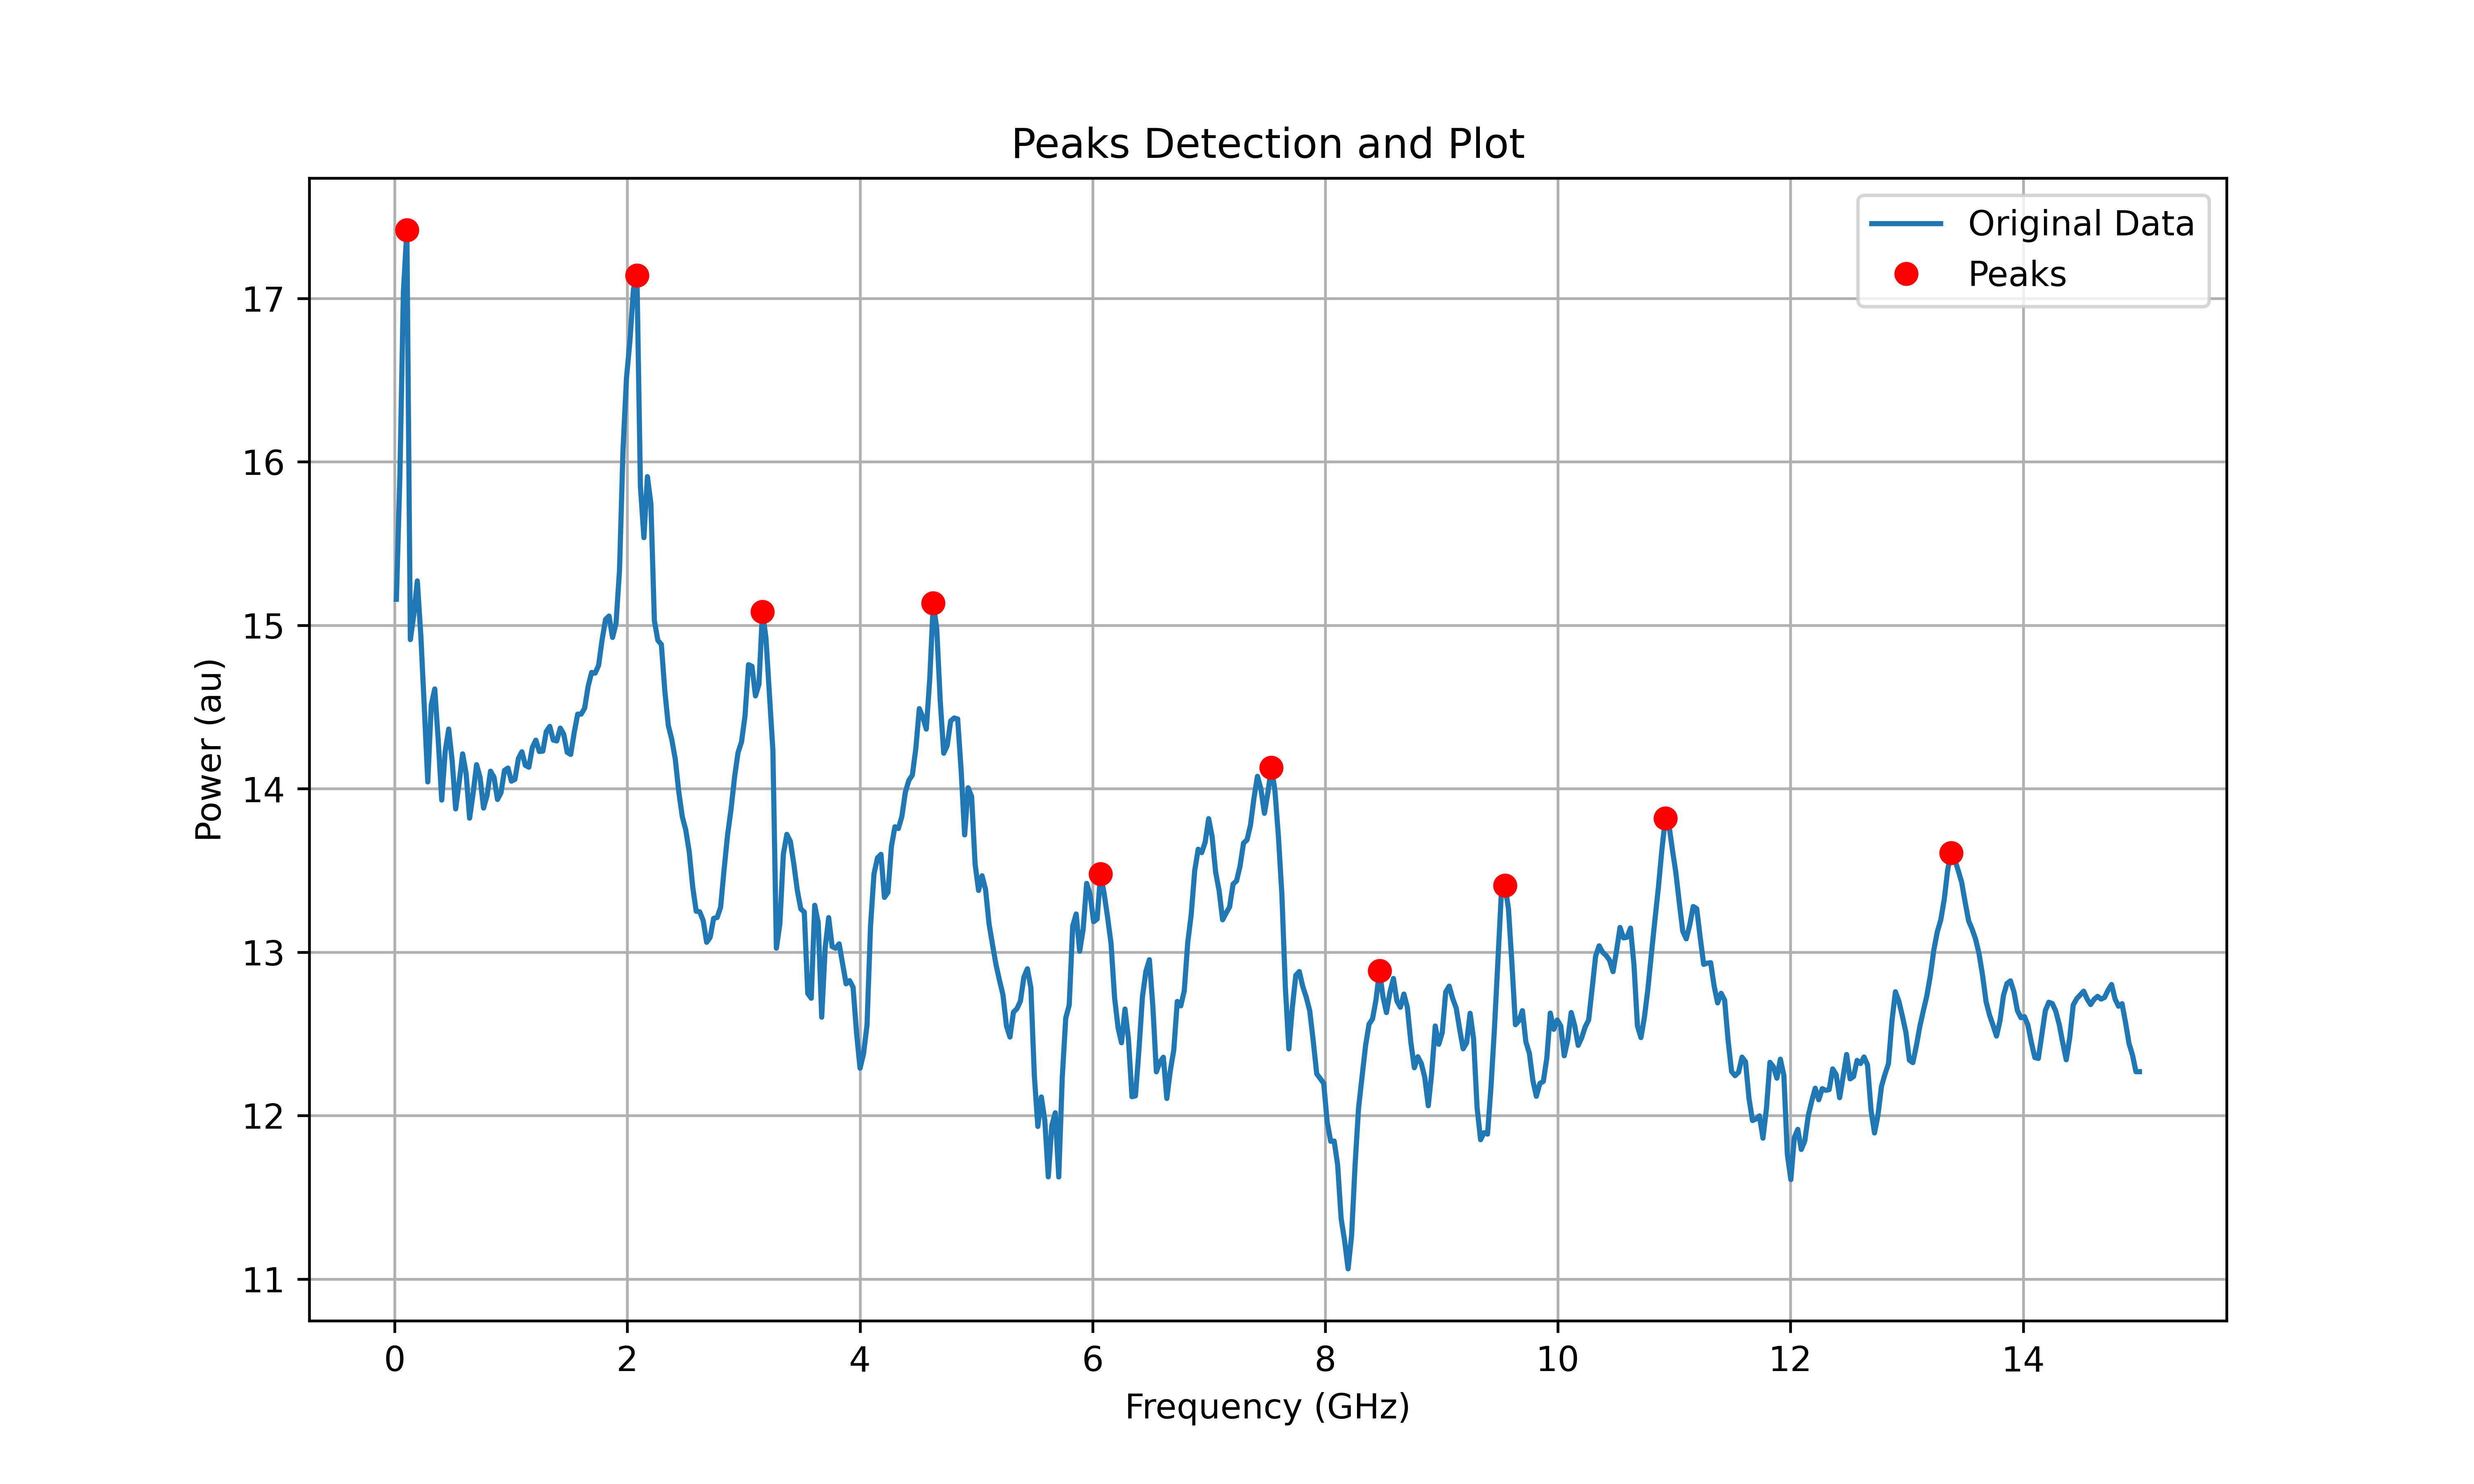 Peaks Detection and Plot
Original Data
Peaks
17
16
15
14
13
12
11
Power (au)
0 2 4 6 8 10 12 14
Frequency (GHz)